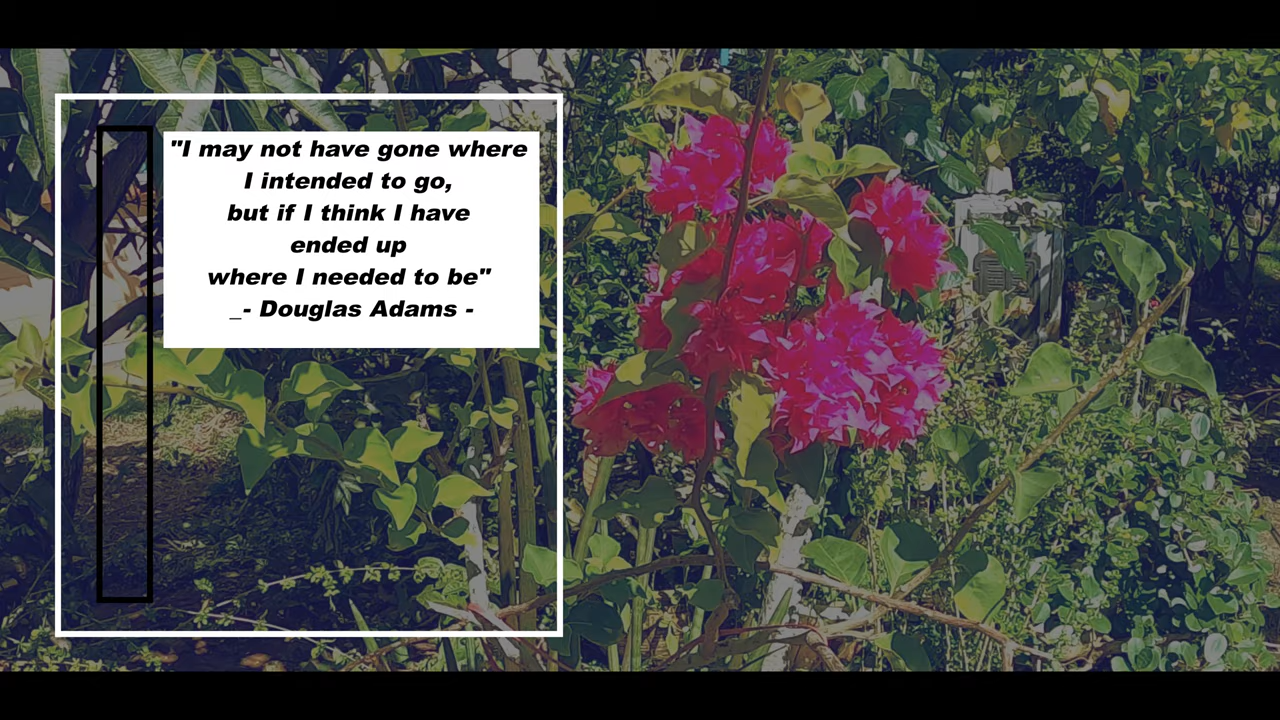 "I may not have gone where
I intended to go,
but if I think I have
ended up
where I needed to be"
_- Douglas Adams -